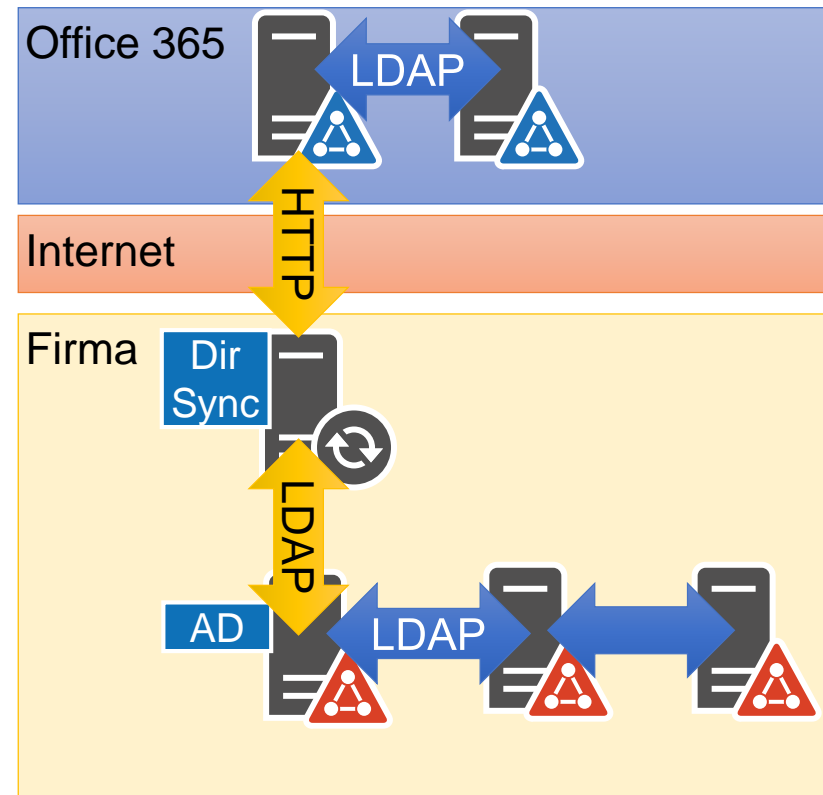 Office 365
LDAP
HTTP
Internet
Firma
Dir
Sync
LDAP
AD
LDAP